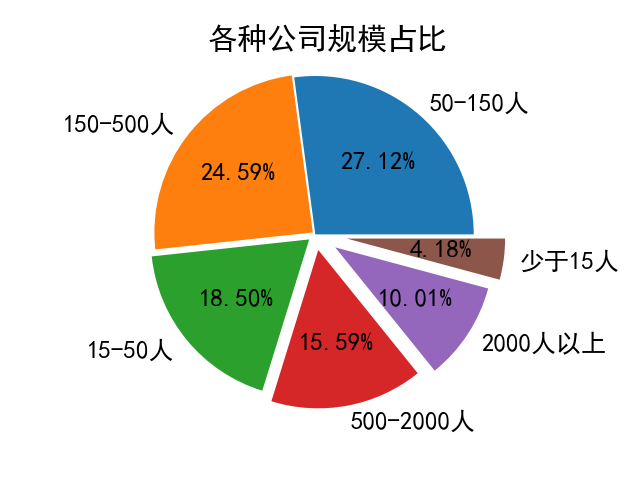 各种公司规模占比
50-150人
150-500人
27.12%
24.59%
4.18%
少于15人
18.50%
10.01%
15.59%
2000人以上
15-50人
500-2000人